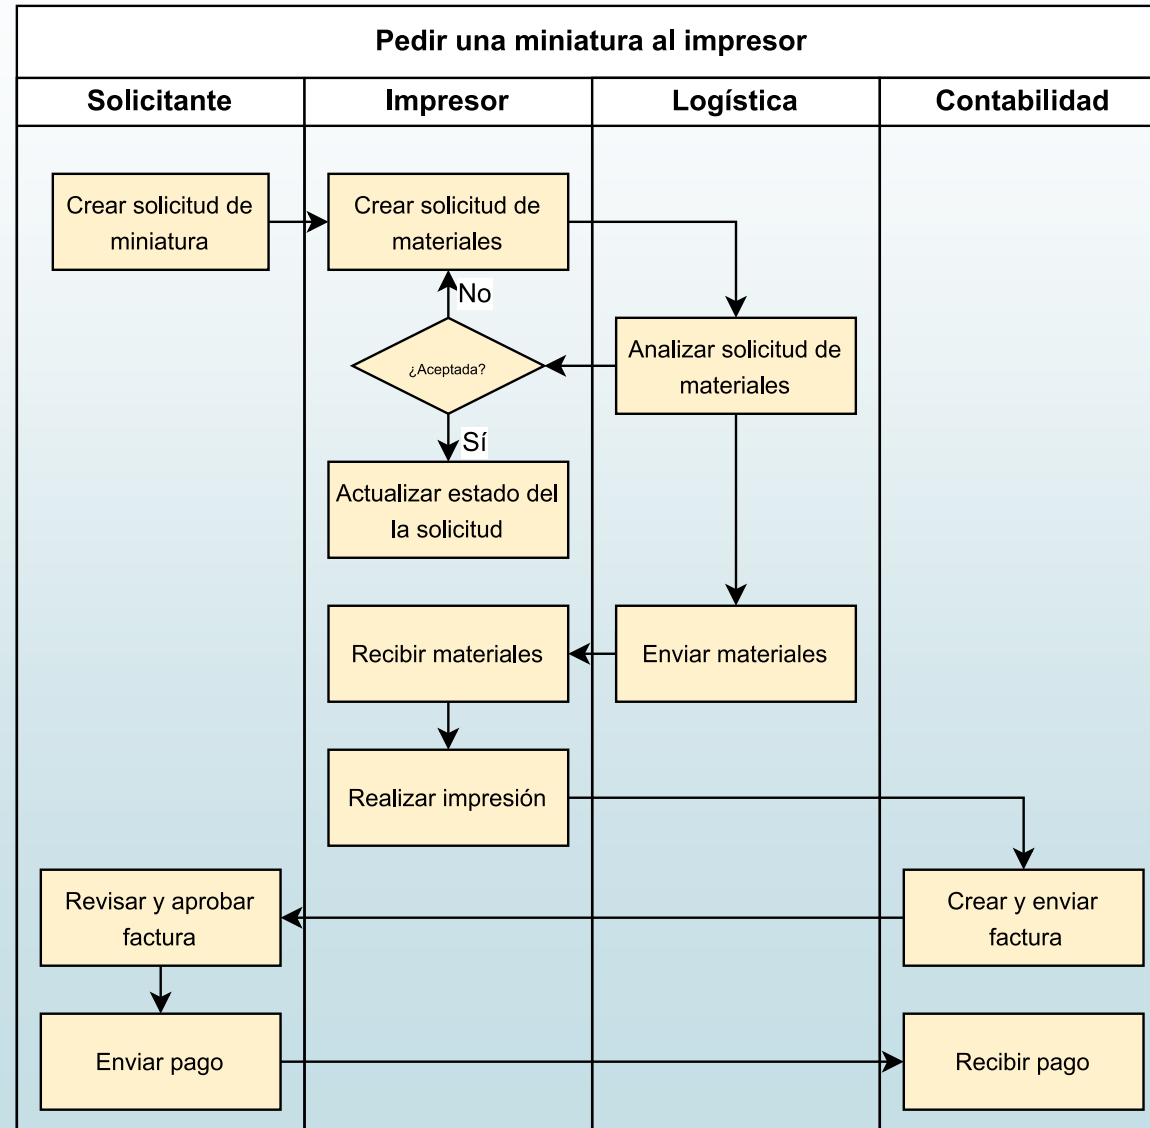 Pedir una miniatura al impresor
Solicitante
Impresor
Logística
Contabilidad
Crear solicitud de
miniatura
Crear solicitud de
materiales
No
¿Aceptada?
Analizar solicitud de
materiales
Sí
Actualizar estado del
la solicitud
Recibir materiales
Enviar materiales
Realizar impresión
Revisar y aprobar
factura
Crear y enviar
factura
Enviar pago
Recibir pago